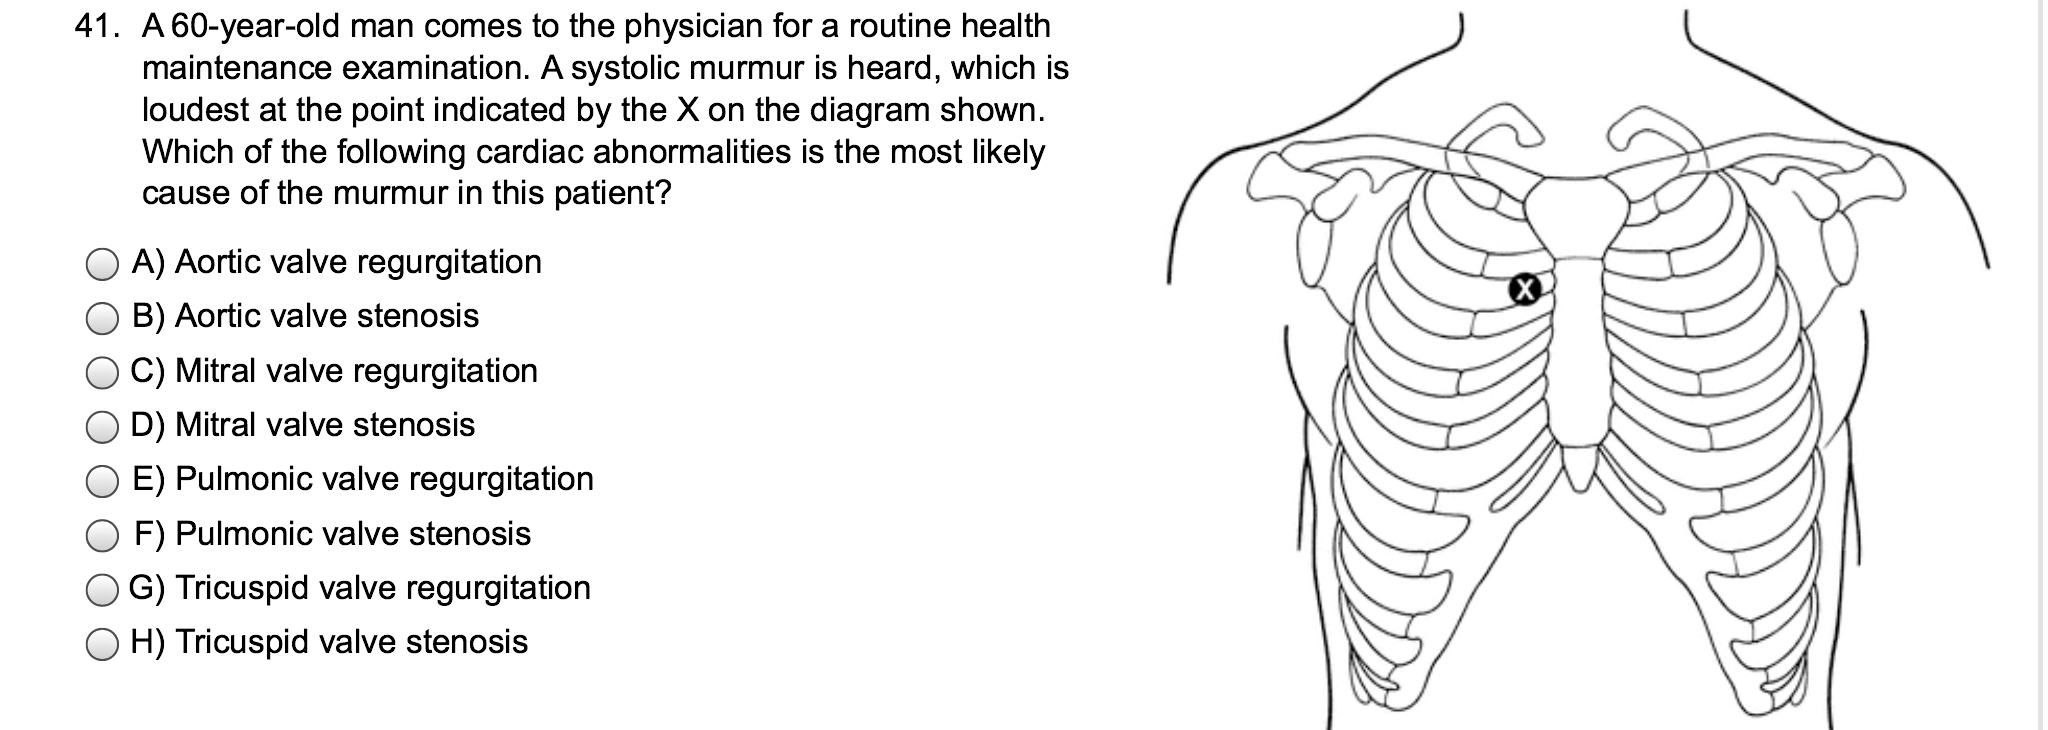 41. A 60-year-old man comes to the physician for a routine health
maintenance examination. A systolic murmur is heard, which is
loudest at the point indicated by the X on the diagram shown.
Which of the following cardiac abnormalities is the most likely
cause of the murmur in this patient?
A) Aortic valve regurgitation
B) Aortic valve stenosis
C) Mitral valve regurgitation
D) Mitral valve stenosis
E) Pulmonic valve regurgitation
F) Pulmonic valve stenosis
G) Tricuspid valve regurgitation
H) Tricuspid valve stenosis
X